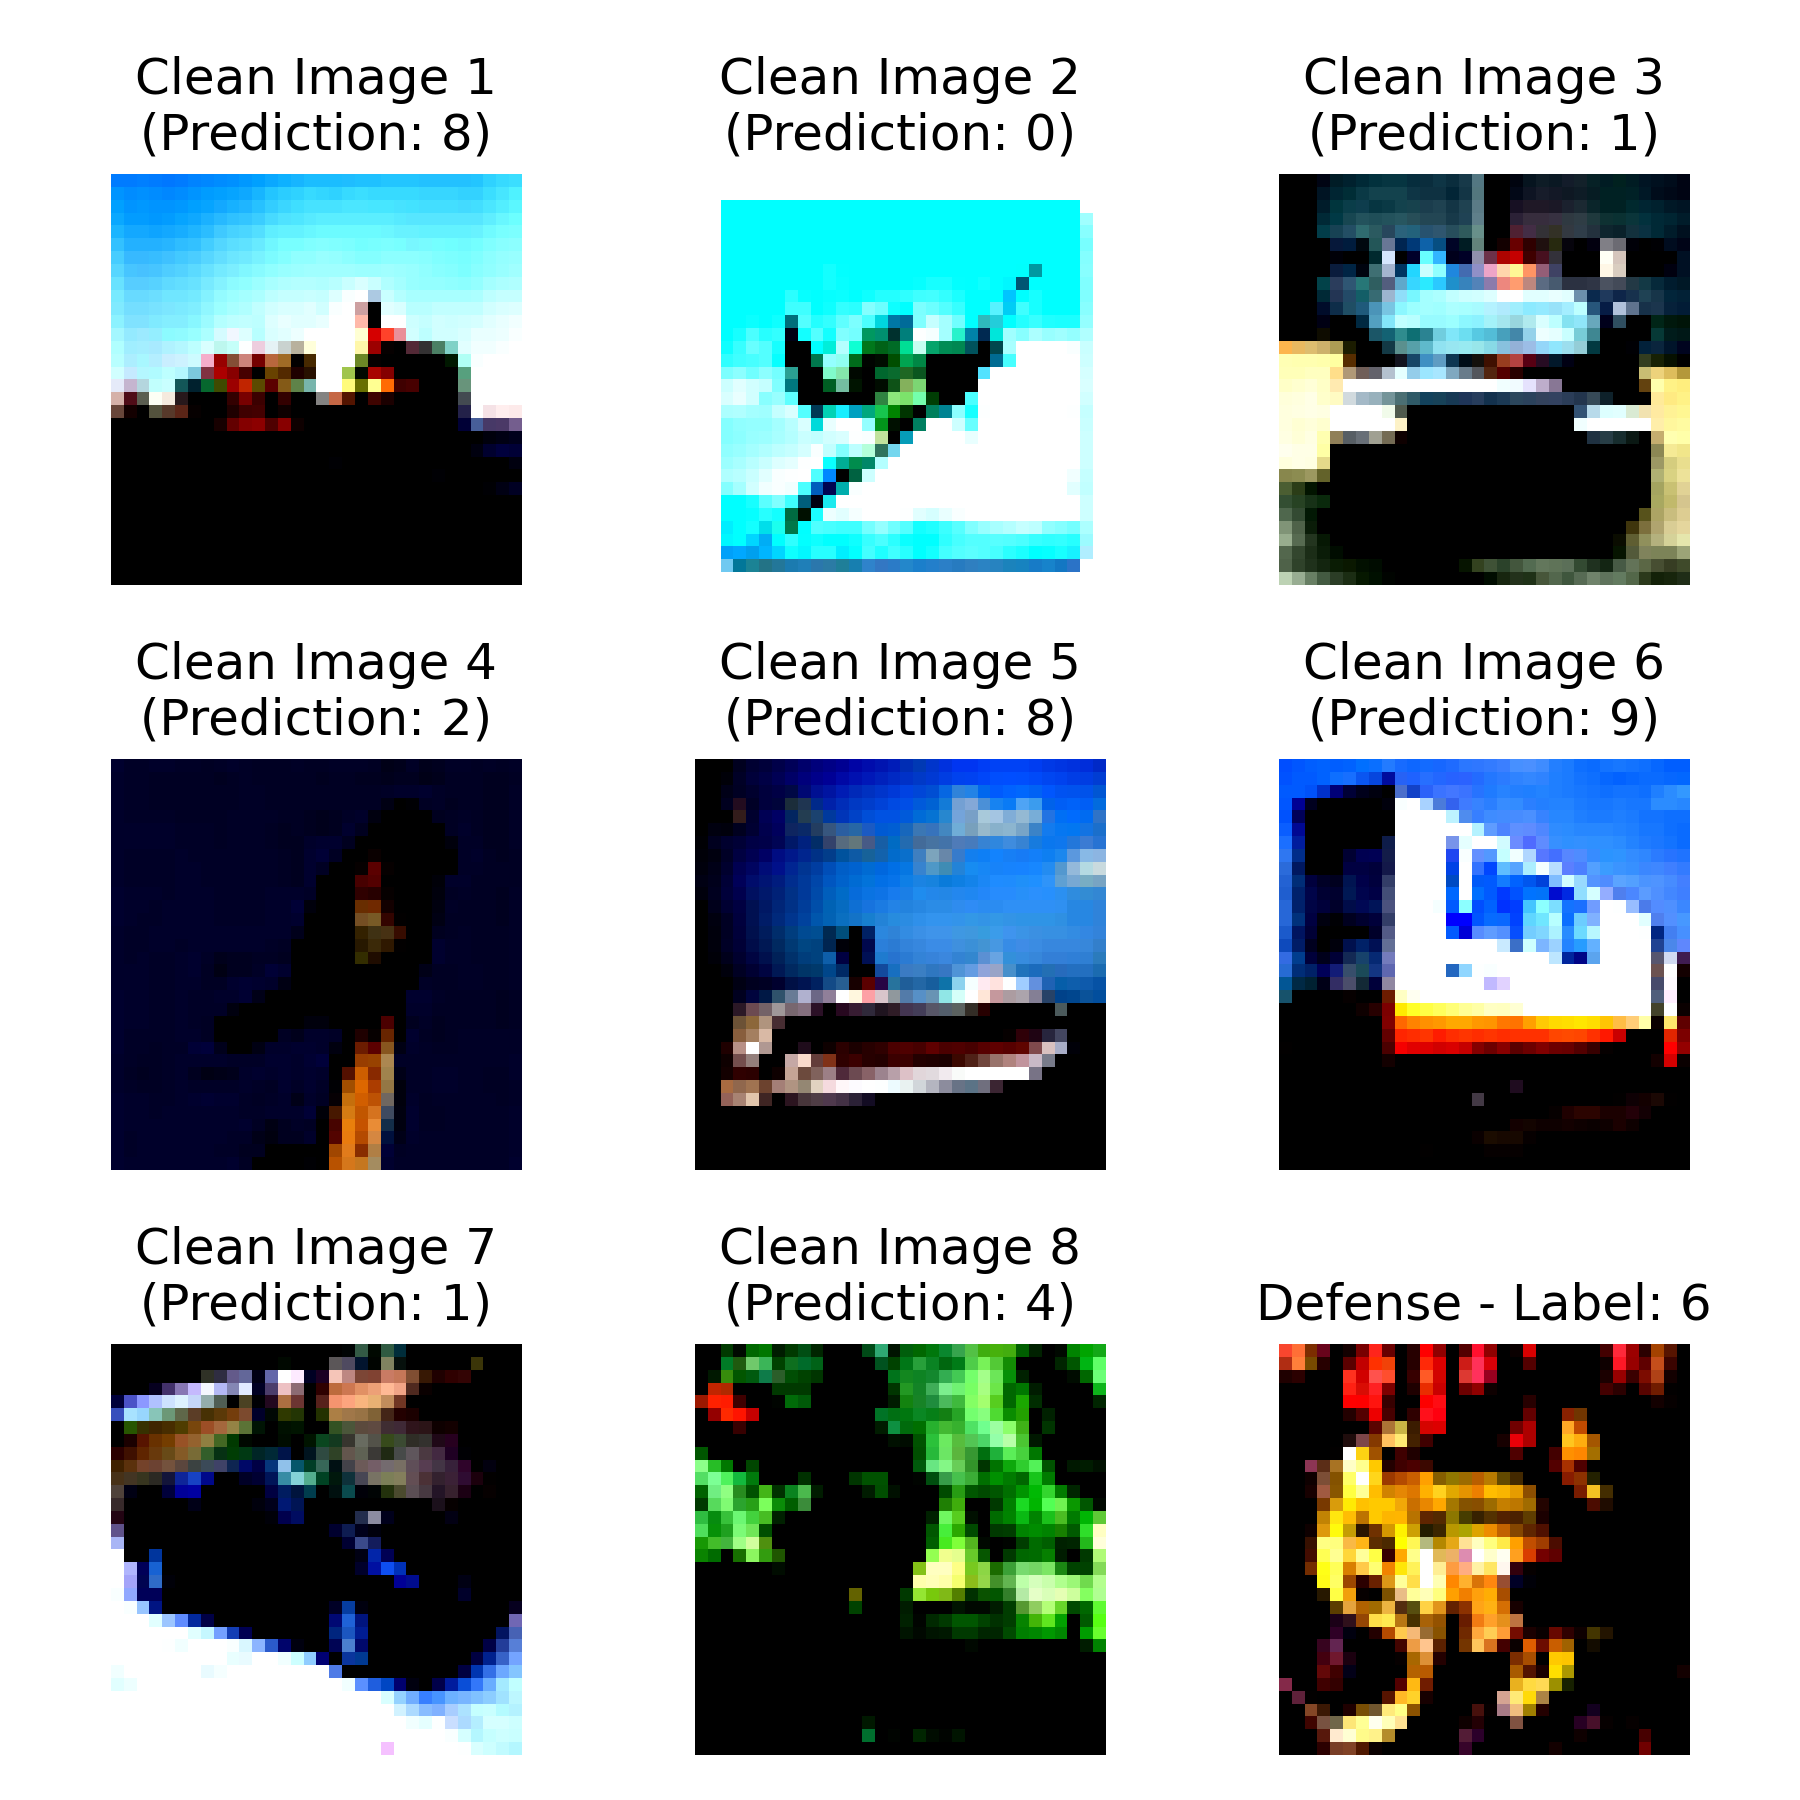 Clean Image 1
(Prediction: 8)
Clean Image 2
(Prediction: 0)
Clean Image 3
(Prediction: 1)
Clean Image 4
(Prediction: 2)
Clean Image 5
(Prediction: 8)
Clean Image 6
(Prediction: 9)
Clean Image 7
(Prediction: 1)
Clean Image 8
(Prediction: 4)
Defense - Label: 6